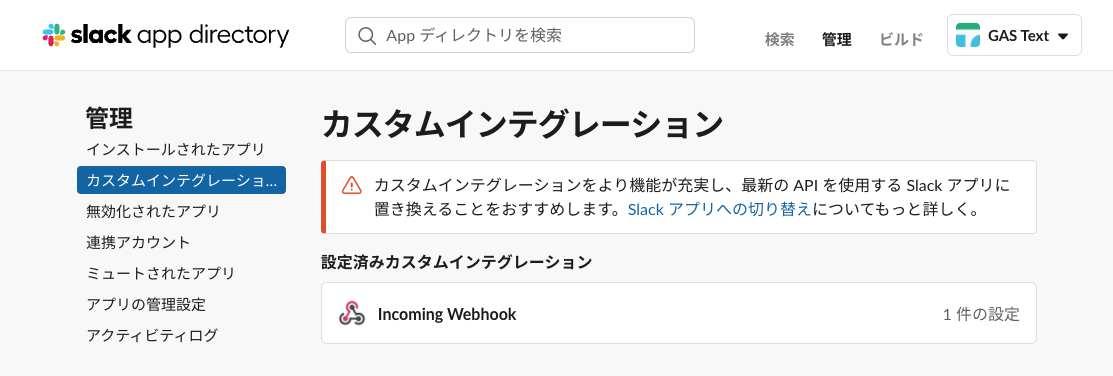 slack app directory
App ディレクトリを検索
検索
管理
ビルド
GAS Text
管理
インストールされたアプリ
カスタムインテグレーショ...
無効化されたアプリ
連携アカウント
ミュートされたアプリ
アプリの管理設定
アクティビティログ
カスタムインテグレーション
カスタムインテグレーションをより機能が充実し、最新の API を使用する Slack アプリに
置き換えることをおすすめします。Slack アプリへの切り替えについてもっと詳しく。
設定済みカスタムインテグレーション
Incoming Webhook
1 件の設定